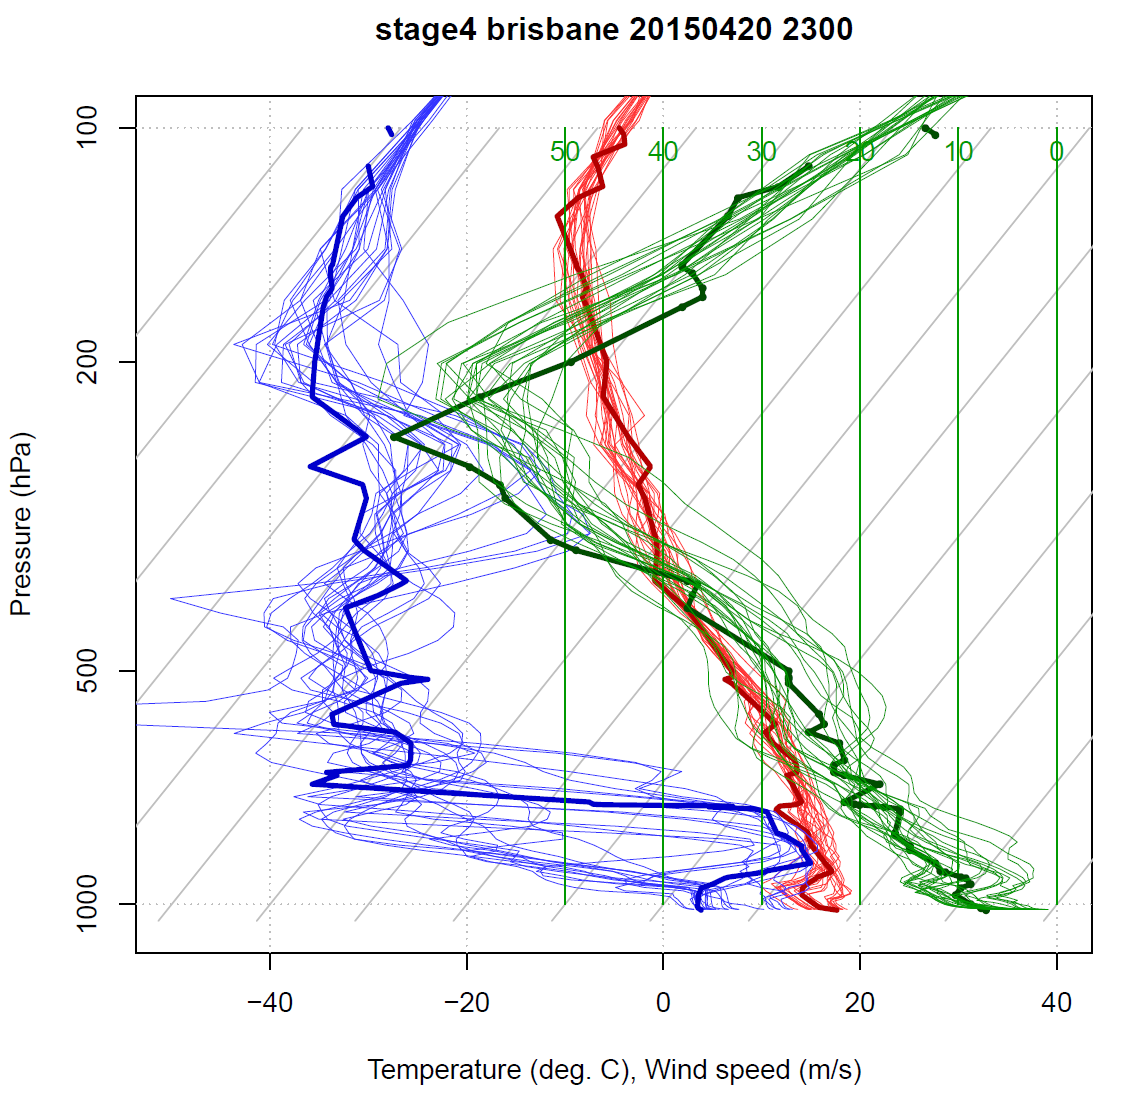 stage4 brisbane 20150420 2300
100
50 40 30 20 10 0
200
500
1000
Pressure (hPa)
−40 −20 0 20 40
Temperature (deg. C), Wind speed (m/s)